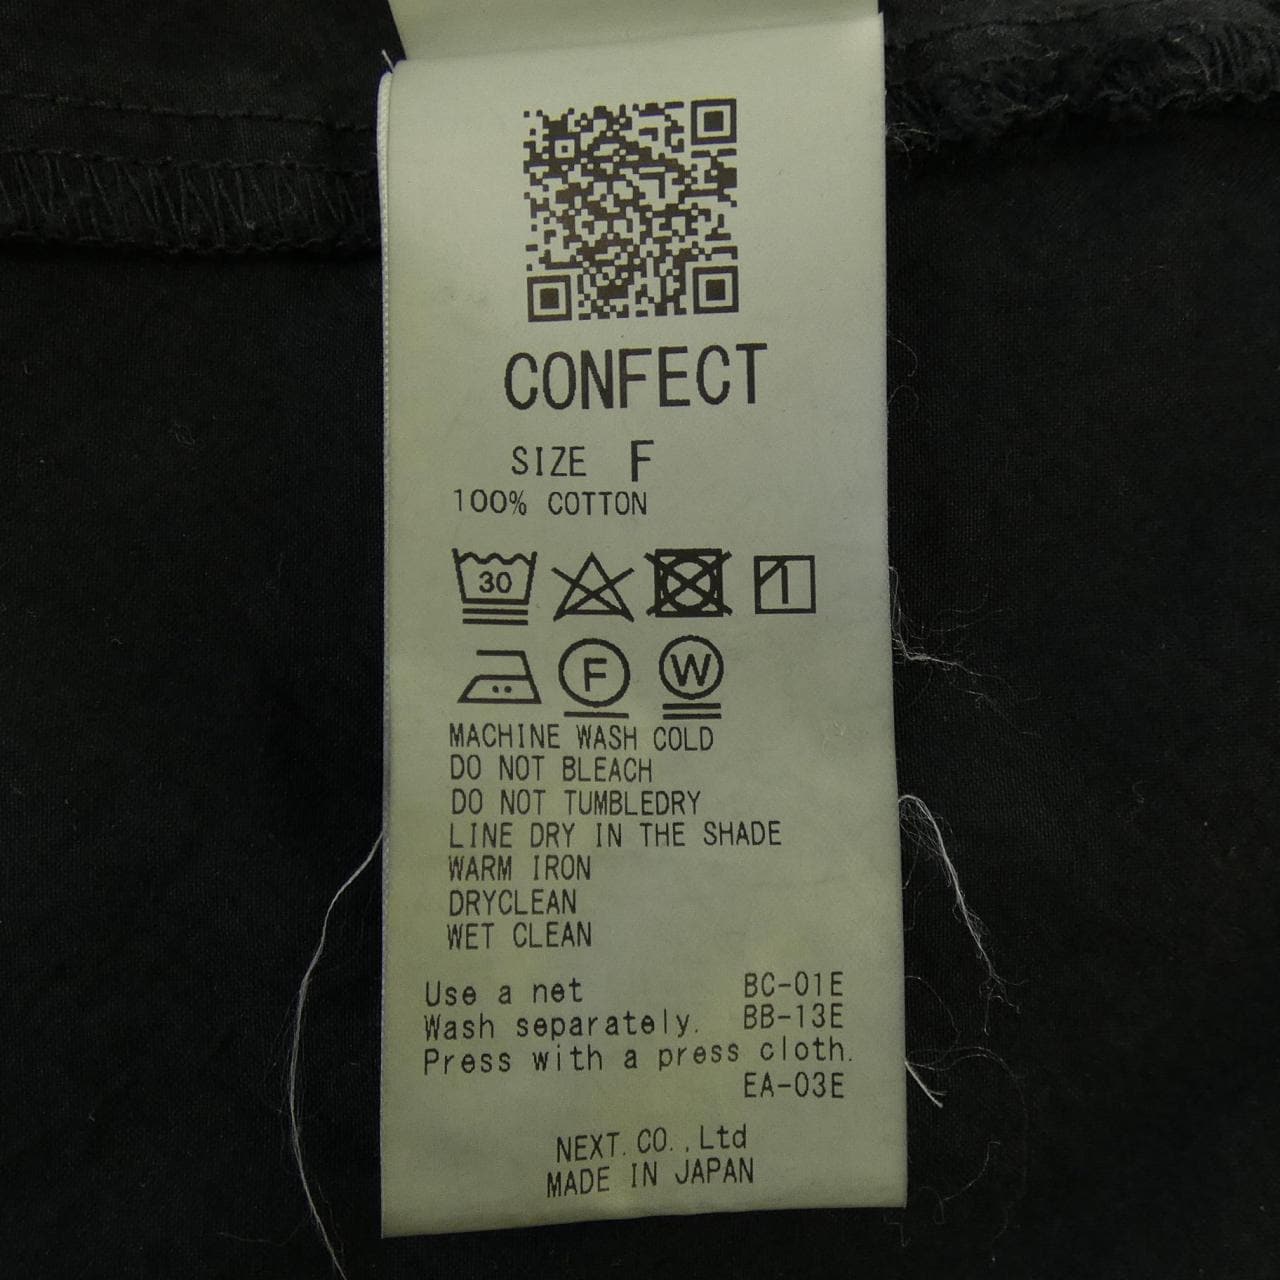 CONFECT
SIZE F
100% COTTON
30
F W
MACHINE WASH COLD
DO NOT BLEACH
DO NOT TUMBLEDRY
LINE DRY IN THE SHADE
WARM IRON
DRYCLEAN
WET CLEAN
Use a net BC-01E
Wash separately. BB-13E
Press with a press cloth.
EA-03E
NEXT.CO.,Ltd
MADE IN JAPAN